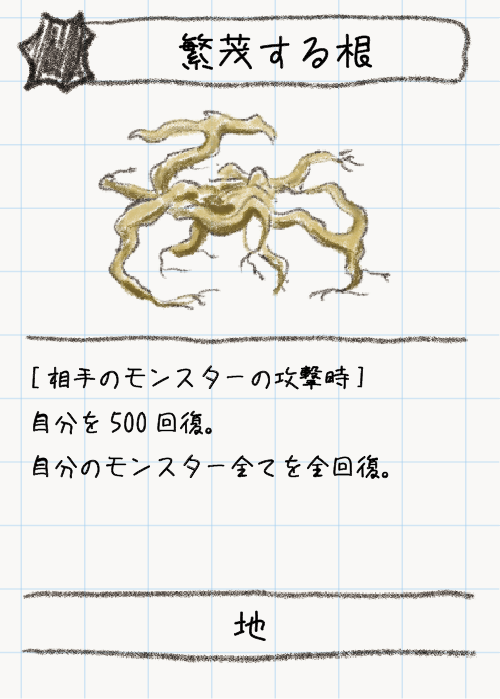 繁茂する根
[相手のモンスターの攻撃時]
自分を500回復。
自分のモンスター全てを全回復。
地